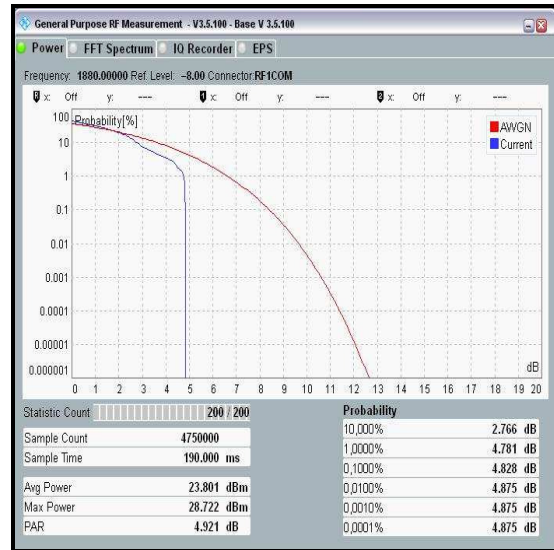 General Purpose RF Measurement - V3.5.100 - Base V 3.5.100
Power FFT Spectrum IQ Recorder EPS
Frequency: 1880.00000 Ref. Level: -8.00 Connector:RF1COM
R x: Off y: --- 1 x: Off y: --- 2 x: Off y: ---
Probability[%]
AWGN
Current
100
10
1
0.1
0.01
0.001
0.0001
0.00001
0.000001
dB
0 1 2 3 4 5 6 7 8 9 10 11 12 13 14 15 16 17 18 19 20
Statistic Count 200 / 200
Sample Count 4750000
Sample Time 190.000 ms
Avg Power 23.801 dBm
Max Power 28.722 dBm
PAR 4.921 dB
Probability
10,000% 2.766 dB
1,0000% 4.781 dB
0,1000% 4.828 dB
0,0100% 4.875 dB
0,0010% 4.875 dB
0,0001% 4.875 dB